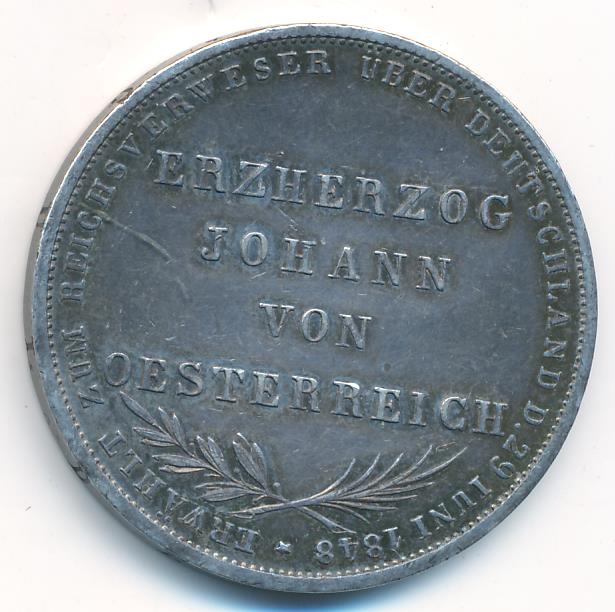 ERWÄHLT ZUM REICHSVERWESER ÜBER DEUTSCHLAND D. 29 IUNI 1848 *
ERZHERZOG
JOHANN
VON
OESTERREICH